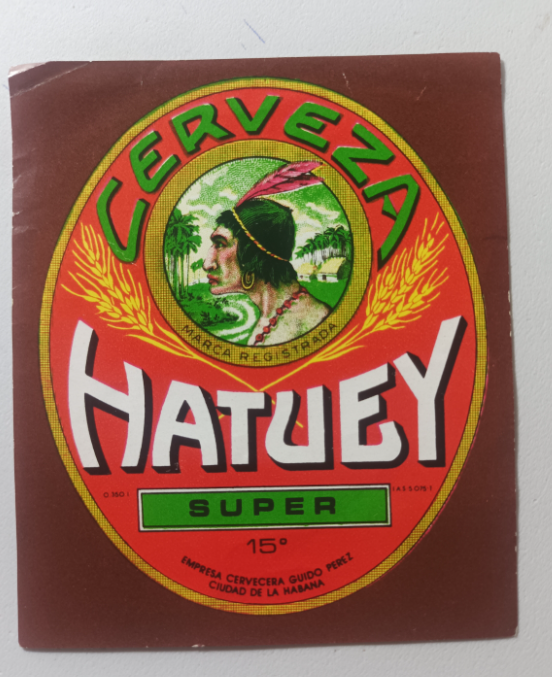 CERVEZA
MARCA REGISTRADA
HATUEY
SUPER
15°
EMPRESA CERVECERA GUIDO PEREZ
CIUDAD DE LA HABANA